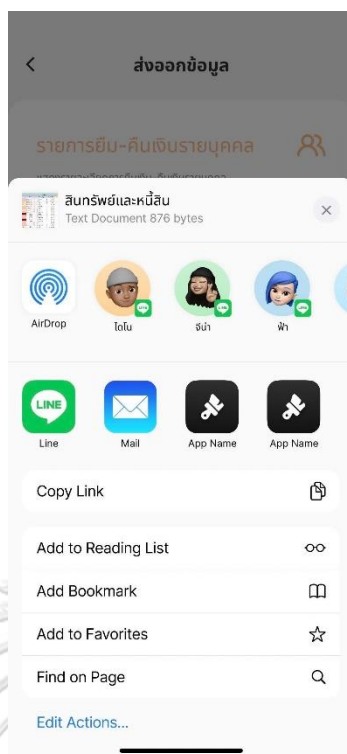 ส่งออกข้อมูล
รายการยืม-คืนเงินรายบุคคล
สินทรัพย์และหนี้สิน
Text Document 876 bytes
AirDrop
ไดโน
จีน่า
ฟ้า
LINE
Line
Mail
App Name
App Name
Copy Link
Add to Reading List
Add Bookmark
Add to Favorites
Find on Page
Edit Actions...